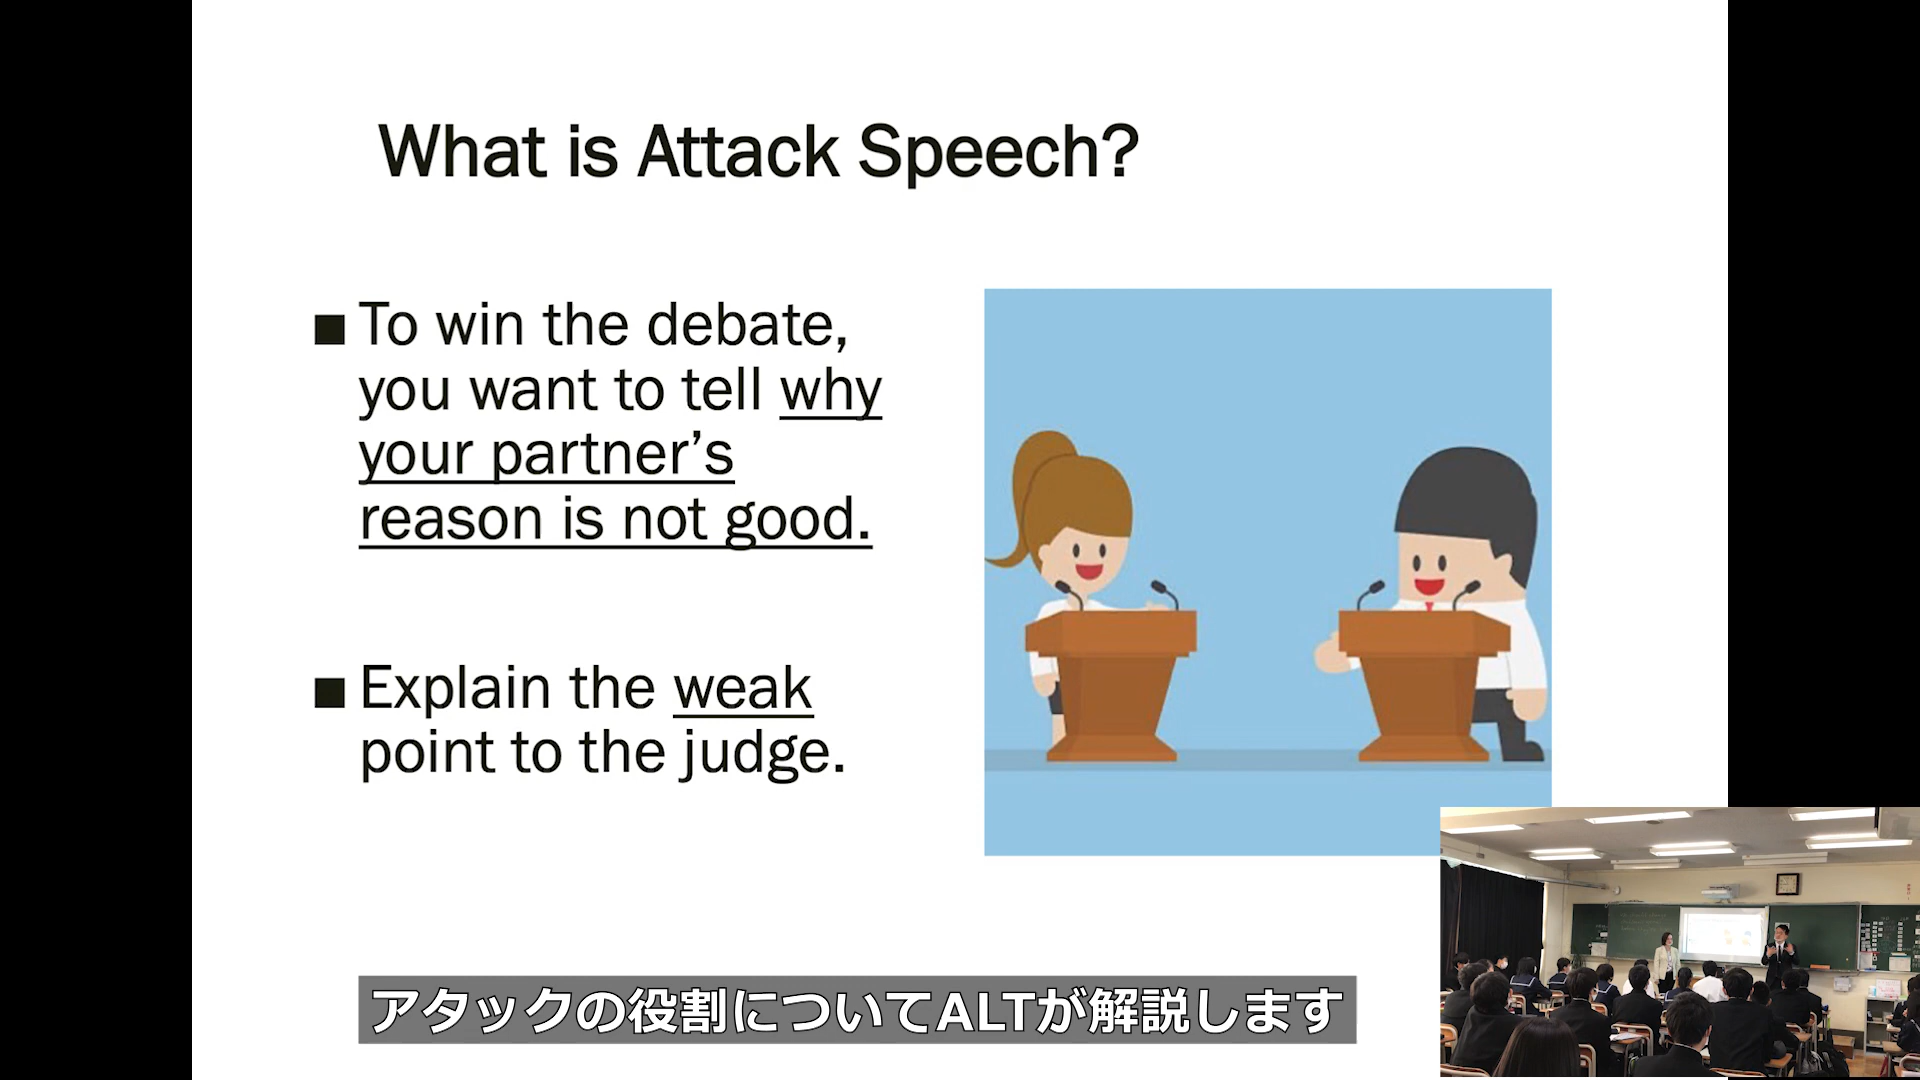 What is Attack Speech?
■ To win the debate,
you want to tell why
your partner’s
reason is not good.
■ Explain the weak
point to the judge.
アタックの役割についてALTが解説します